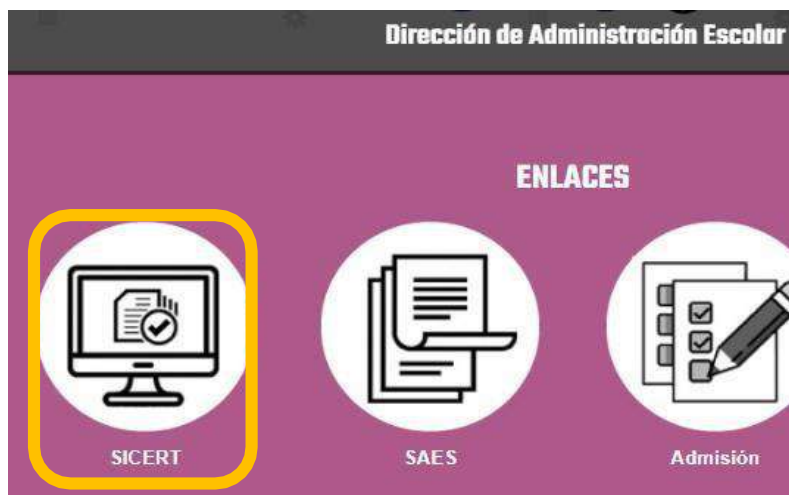 Dirección de Administración Escolar
ENLACES
SICERT
SAES
Admisión